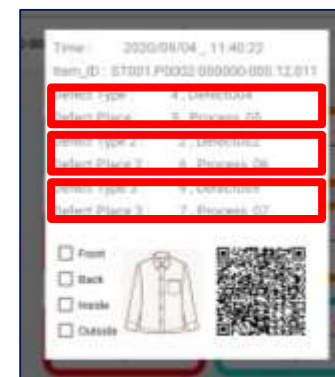 Time : 2020/09/04 _ 11:40:22
Item_ID : ST001.P0002.000000-000.12.011
Defect Type : 4 , Defect004
Defect Place : 5 , Process_05
Defect Type 2 : 2 , Defect002
Defect Place 2 : 6 , Process_06
Defect Type 3 : 9 , Defect009
Defect Place 3 : 7 , Process_07
Front
Back
Inside
Outside